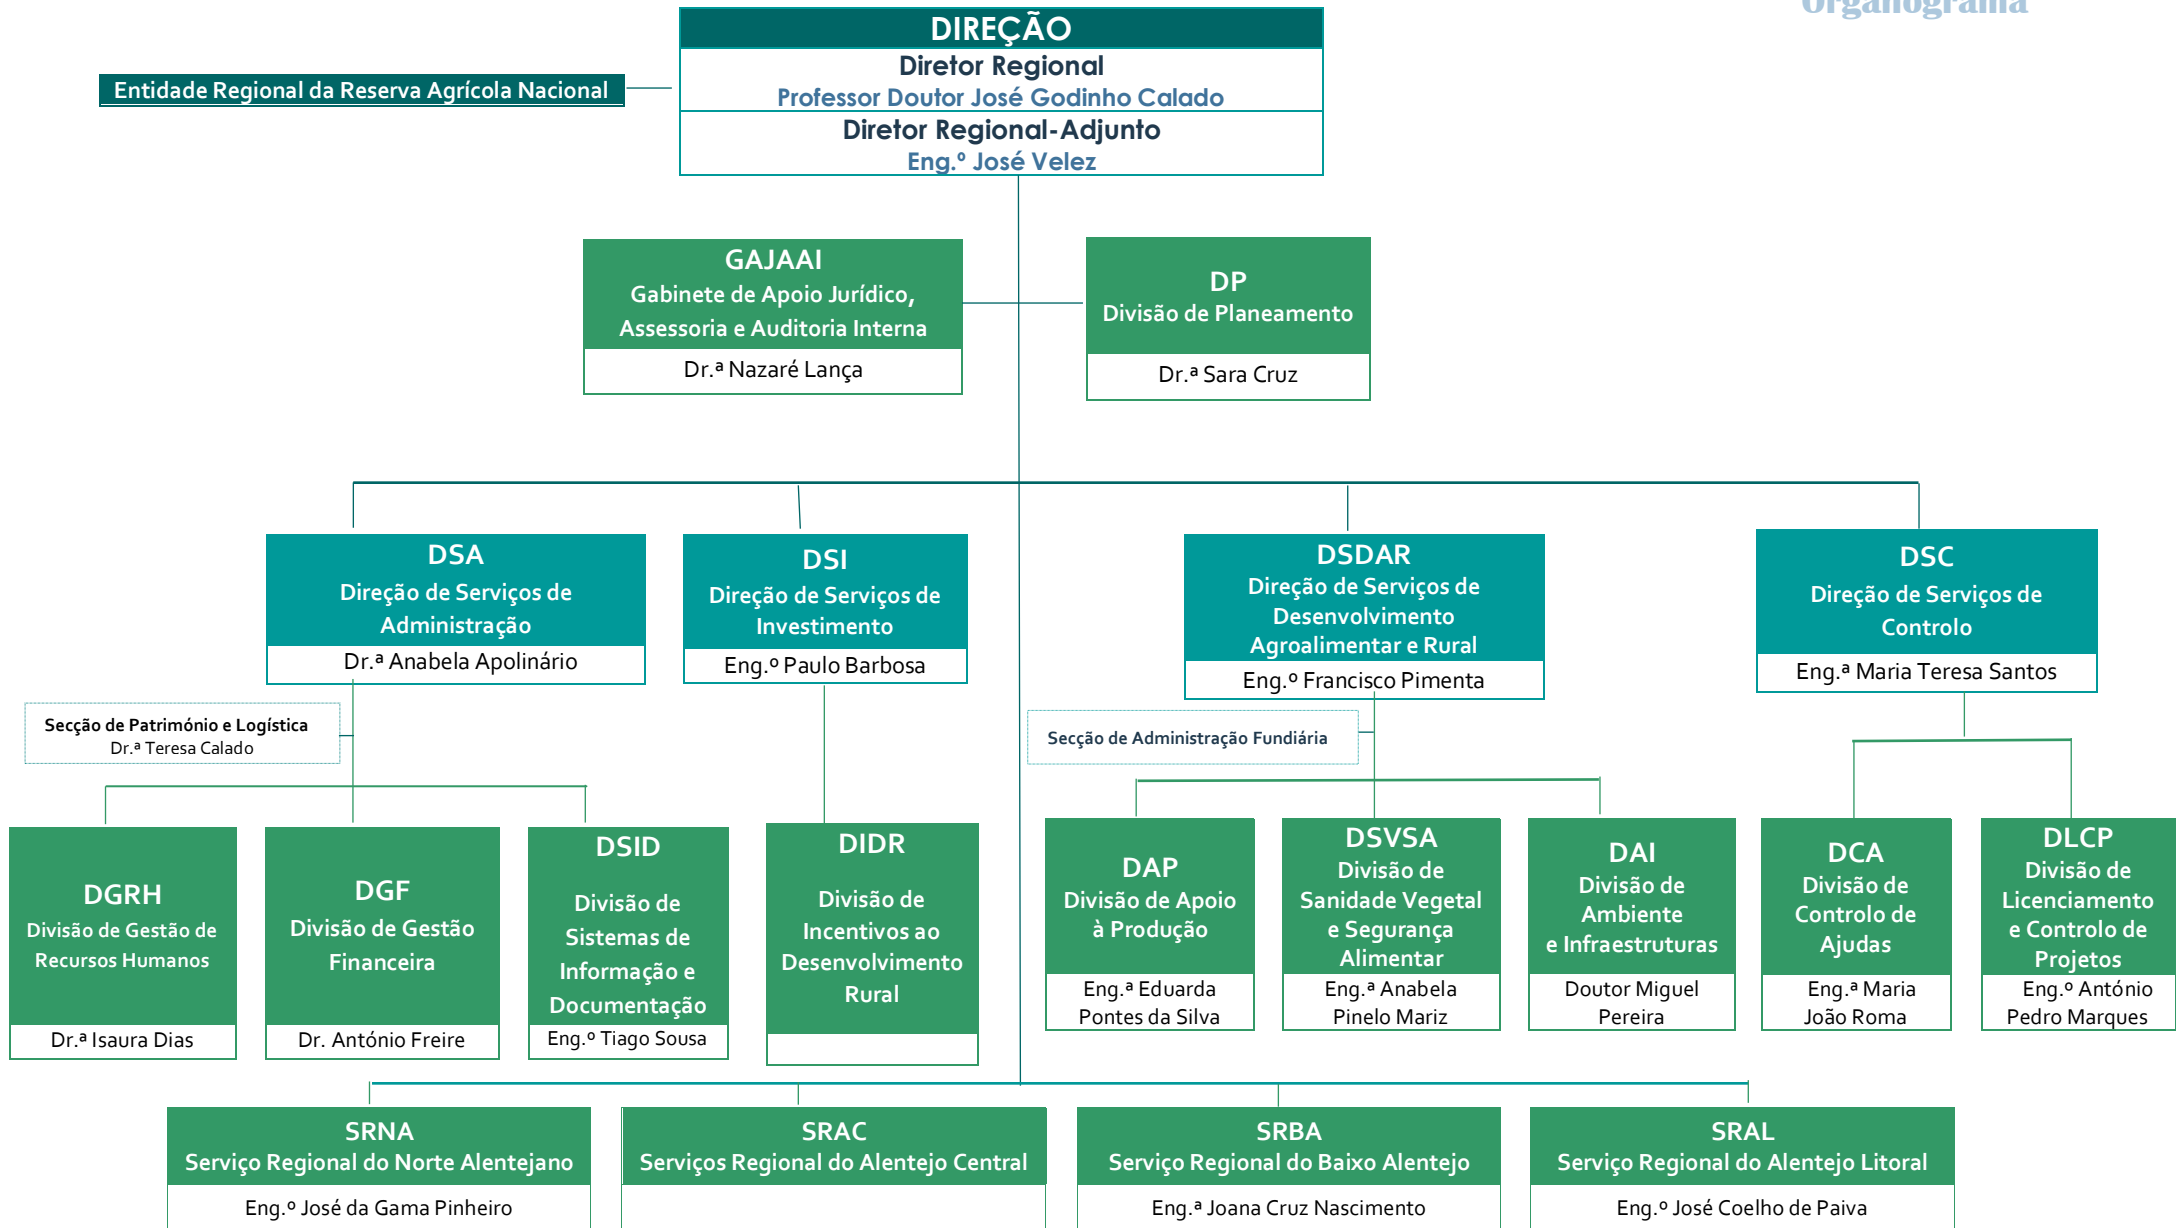 Organograma
DIREÇÃO
Diretor Regional
Professor Doutor José Godinho Calado
Diretor Regional-Adjunto
Eng.º José Velez
Entidade Regional da Reserva Agrícola Nacional
GAJAAI
Gabinete de Apoio Jurídico,
Assessoria e Auditoria Interna
Dr.ª Nazaré Lança
DP
Divisão de Planeamento
Dr.ª Sara Cruz
DSA
Direção de Serviços de
Administração
Dr.ª Anabela Apolinário
DSI
Direção de Serviços de
Investimento
Eng.º Paulo Barbosa
DSDAR
Direção de Serviços de
Desenvolvimento
Agroalimentar e Rural
Eng.º Francisco Pimenta
DSC
Direção de Serviços de
Controlo
Eng.ª Maria Teresa Santos
Secção de Património e Logística
Dr.ª Teresa Calado
Secção de Administração Fundiária
DGRH
Divisão de Gestão de
Recursos Humanos
Dr.ª Isaura Dias
DGF
Divisão de Gestão
Financeira
Dr. António Freire
DSID
Divisão de
Sistemas de
Informação e
Documentação
Eng.º Tiago Sousa
DIDR
Divisão de
Incentivos ao
Desenvolvimento
Rural
DAP
Divisão de Apoio
à Produção
Eng.ª Eduarda
Pontes da Silva
DSVSA
Divisão de
Sanidade Vegetal
e Segurança
Alimentar
Eng.ª Anabela
Pinelo Mariz
DAI
Divisão de
Ambiente
e Infraestruturas
Doutor Miguel
Pereira
DCA
Divisão de
Controlo de
Ajudas
Eng.ª Maria
João Roma
DLCP
Divisão de
Licenciamento
e Controlo de
Projetos
Eng.º António
Pedro Marques
SRNA
Serviço Regional do Norte Alentejano
Eng.º José da Gama Pinheiro
SRAC
Serviços Regional do Alentejo Central
SRBA
Serviço Regional do Baixo Alentejo
Eng.ª Joana Cruz Nascimento
SRAL
Serviço Regional do Alentejo Litoral
Eng.º José Coelho de Paiva